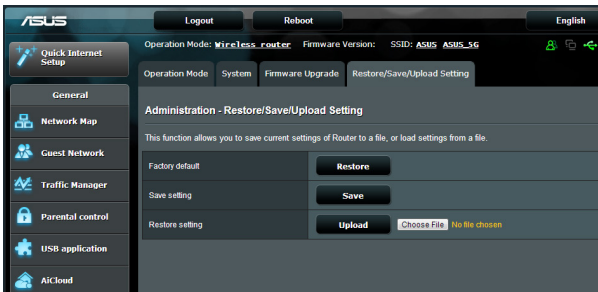 ASUS
Logout
Reboot
English
Quick Internet Setup
Operation Mode: Wireless router Firmware Version: SSID: ASUS ASUS_5G
Operation Mode
System
Firmware Upgrade
Restore/Save/Upload Setting
General
Network Map
Guest Network
Traffic Manager
Parental control
USB application
AiCloud
Administration - Restore/Save/Upload Setting
This function allows you to save current settings of Router to a file, or load settings from a file.
Factory default
Restore
Save setting
Save
Restore setting
Upload
Choose File
No file chosen